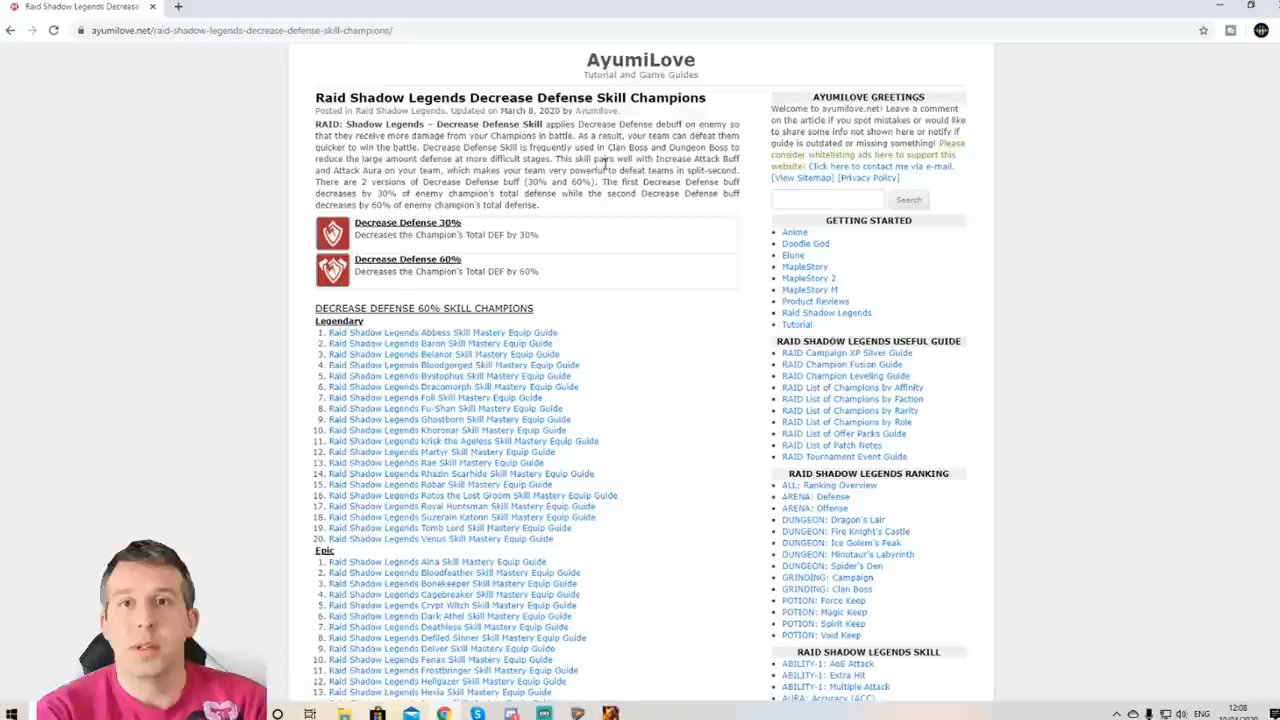 Raid Shadow Legends Decrease
ayumilove.net/raid-shadow-legends-decrease-defense-skill-champions/
AyumiLove
Tutorial and Game Guides
Raid Shadow Legends Decrease Defense Skill Champions
Posted in Raid Shadow Legends. Updated on March 8, 2020 by Ayumilove.
RAID: Shadow Legends – Decrease Defense Skill applies Decrease Defense debuff on enemy so
that they receive more damage from your Champions in battle. As a result, your team can defeat them
quicker to win the battle. Decrease Defense Skill is frequently used in Clan Boss and Dungeon Boss to
reduce the large amount defense at more difficult stages. This skill pairs well with Increase Attack Buff
and Attack Aura on your team, which makes your team very powerful to defeat teams in split-second.
There are 2 versions of Decrease Defense buff (30% and 60%). The first Decrease Defense buff
decreases by 30% of enemy champion's total defense while the second Decrease Defense buff
decreases by 60% of enemy champion's total defense.
Decrease Defense 30%
Decreases the Champion's Total DEF by 30%
Decrease Defense 60%
Decreases the Champion's Total DEF by 60%
DECREASE DEFENSE 60% SKILL CHAMPIONS
Legendary
1. Raid Shadow Legends Abbess Skill Mastery Equip Guide
2. Raid Shadow Legends Baron Skill Mastery Equip Guide
3. Raid Shadow Legends Belanor Skill Mastery Equip Guide
4. Raid Shadow Legends Bloodgorged Skill Mastery Equip Guide
5. Raid Shadow Legends Bystophus Skill Mastery Equip Guide
6. Raid Shadow Legends Dracomorph Skill Mastery Equip Guide
7. Raid Shadow Legends Foli Skill Mastery Equip Guide
8. Raid Shadow Legends Fu-Shan Skill Mastery Equip Guide
9. Raid Shadow Legends Ghostborn Skill Mastery Equip Guide
10. Raid Shadow Legends Khoronar Skill Mastery Equip Guide
11. Raid Shadow Legends Krisk the Ageless Skill Mastery Equip Guide
12. Raid Shadow Legends Martyr Skill Mastery Equip Guide
13. Raid Shadow Legends Rae Skill Mastery Equip Guide
14. Raid Shadow Legends Rhazin Scarhide Skill Mastery Equip Guide
15. Raid Shadow Legends Robar Skill Mastery Equip Guide
16. Raid Shadow Legends Rotos the Lost Groom Skill Mastery Equip Guide
17. Raid Shadow Legends Royal Huntsman Skill Mastery Equip Guide
18. Raid Shadow Legends Suzerain Katonn Skill Mastery Equip Guide
19. Raid Shadow Legends Tomb Lord Skill Mastery Equip Guide
20. Raid Shadow Legends Venus Skill Mastery Equip Guide
Epic
1. Raid Shadow Legends Aina Skill Mastery Equip Guide
2. Raid Shadow Legends Bloodfeather Skill Mastery Equip Guide
3. Raid Shadow Legends Bonekeeper Skill Mastery Equip Guide
4. Raid Shadow Legends Cagebreaker Skill Mastery Equip Guide
5. Raid Shadow Legends Crypt Witch Skill Mastery Equip Guide
6. Raid Shadow Legends Dark Athel Skill Mastery Equip Guide
7. Raid Shadow Legends Deathless Skill Mastery Equip Guide
8. Raid Shadow Legends Defiled Sinner Skill Mastery Equip Guide
9. Raid Shadow Legends Delver Skill Mastery Equip Guide
10. Raid Shadow Legends Fenax Skill Mastery Equip Guide
11. Raid Shadow Legends Frostbringer Skill Mastery Equip Guide
12. Raid Shadow Legends Hellgazer Skill Mastery Equip Guide
13. Raid Shadow Legends Hexia Skill Mastery Equip Guide
AYUMILOVE GREETINGS
Welcome to ayumilove.net! Leave a comment
on the article if you spot mistakes or would like
to share some info not shown here or notify if
guide is outdated or missing something! Please
consider whitelisting ads here to support this
website! Click here to contact me via e-mail.
[View Sitemap] [Privacy Policy]
Search
GETTING STARTED
Anime
Doodle God
Elune
MapleStory
MapleStory 2
MapleStory M
Product Reviews
Raid Shadow Legends
Tutorial
RAID SHADOW LEGENDS USEFUL GUIDE
RAID Campaign XP Silver Guide
RAID Champion Fusion Guide
RAID Champion Leveling Guide
RAID List of Champions by Affinity
RAID List of Champions by Faction
RAID List of Champions by Rarity
RAID List of Champions by Role
RAID List of Offer Packs Guide
RAID List of Patch Notes
RAID Tournament Event Guide
RAID SHADOW LEGENDS RANKING
ALL: Ranking Overview
ARENA: Defense
ARENA: Offense
DUNGEON: Dragon's Lair
DUNGEON: Fire Knight's Castle
DUNGEON: Ice Golem's Peak
DUNGEON: Minotaur's Labyrinth
DUNGEON: Spider's Den
GRINDING: Campaign
GRINDING: Clan Boss
POTION: Force Keep
POTION: Magic Keep
POTION: Spirit Keep
POTION: Void Keep
RAID SHADOW LEGENDS SKILL
ABILITY-1: AoE Attack
ABILITY-1: Extra Hit
ABILITY-1: Multiple Attack
AURA: Accuracy (ACC)
12:08